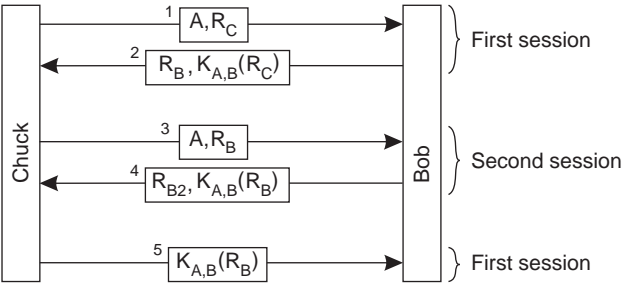 1 A,R_C
First session
2 R_B, K_A,B(R_C)
Chuck
Bob
3 A,R_B
Second session
4 R_B2, K_A,B(R_B)
5 K_A,B(R_B)
First session